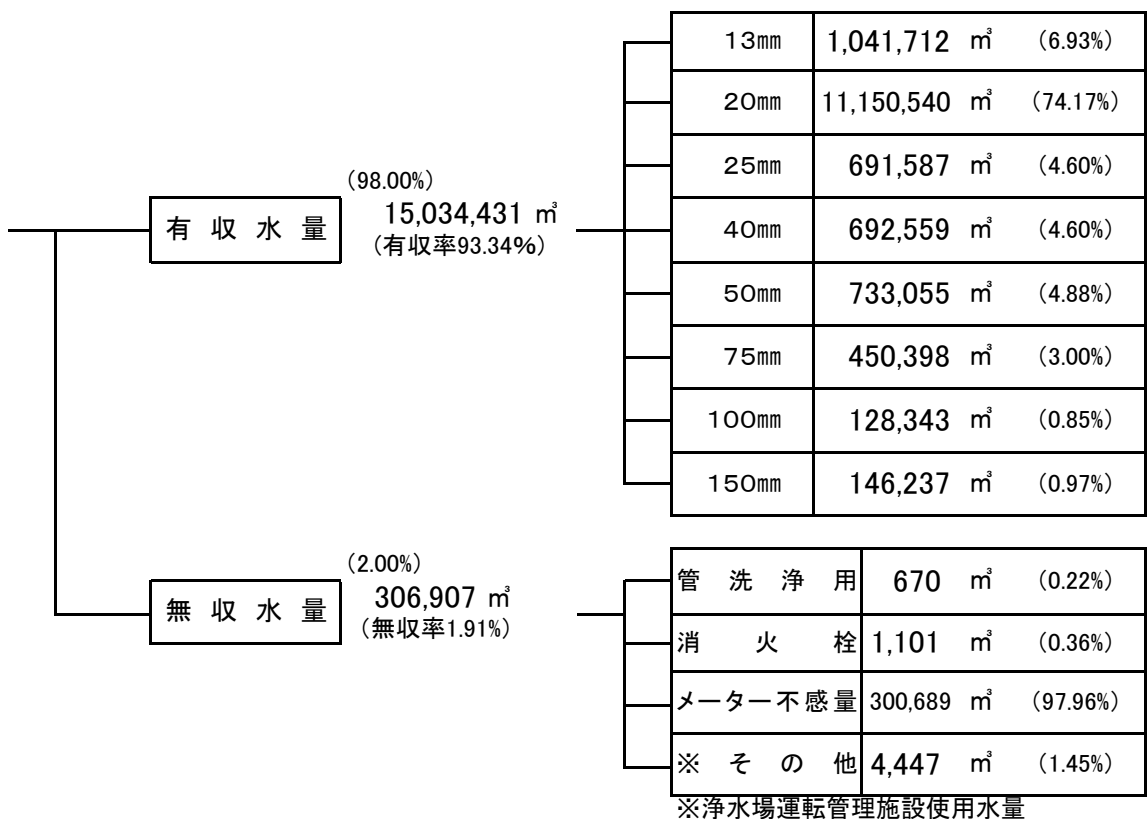 13㎜ 1,041,712 ㎥ (6.93%)
20㎜ 11,150,540 ㎥ (74.17%)
25㎜ 691,587 ㎥ (4.60%)
(98.00%)
有収水量 15,034,431 ㎥
(有収率93.34%)
40㎜ 692,559 ㎥ (4.60%)
50㎜ 733,055 ㎥ (4.88%)
75㎜ 450,398 ㎥ (3.00%)
100㎜ 128,343 ㎥ (0.85%)
150㎜ 146,237 ㎥ (0.97%)
(2.00%)
無収水量 306,907 ㎥
(無収率1.91%)
管洗浄用 670 ㎥ (0.22%)
消火栓 1,101 ㎥ (0.36%)
メーター不感量 300,689 ㎥ (97.96%)
※その他 4,447 ㎥ (1.45%)
※浄水場運転管理施設使用水量